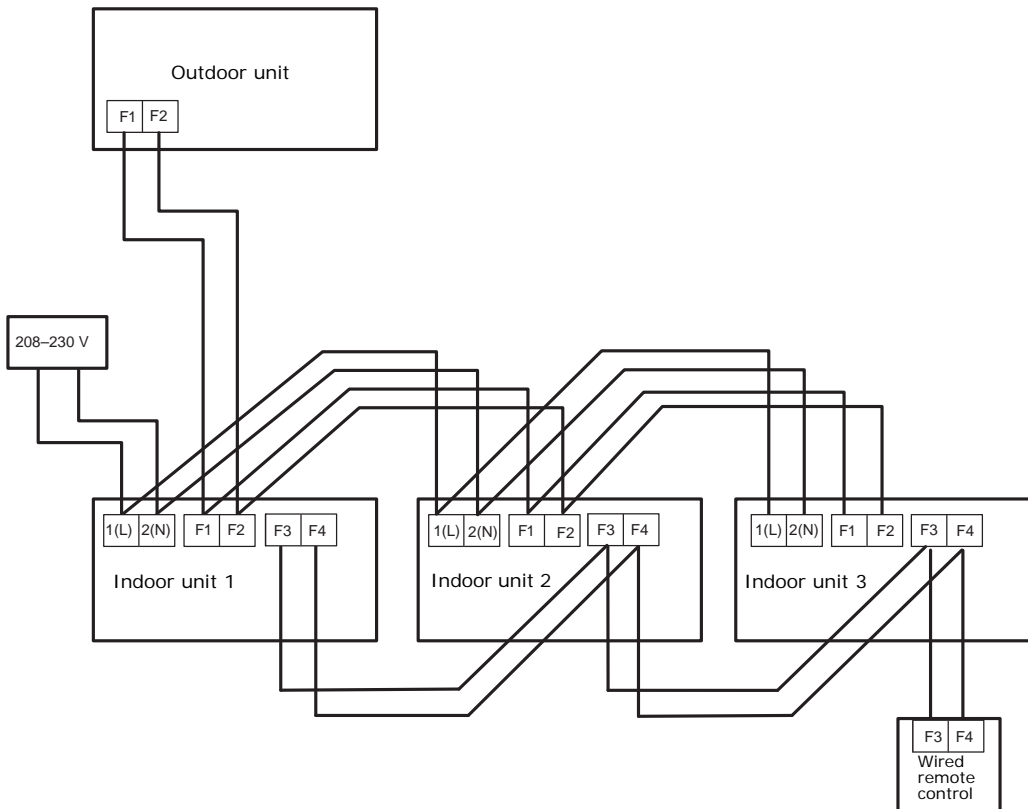 Outdoor unit
F1 F2
208–230 V
1(L) 2(N) F1 F2 F3 F4
Indoor unit 1
1(L) 2(N) F1 F2 F3 F4
Indoor unit 2
1(L) 2(N) F1 F2 F3 F4
Indoor unit 3
F3 F4
Wired
remote
control